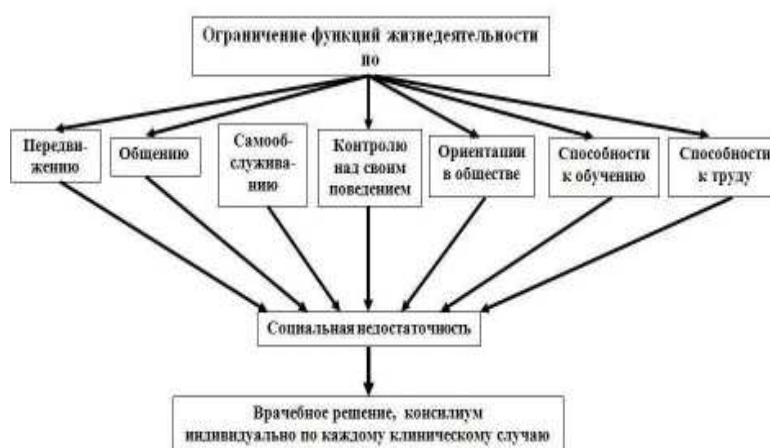 Ограничение функций жизнедеятельности
по
Передви-
жению
Общению
Самооб-
служива-
нию
Контролю
над своим
поведением
Ориентации
в обществе
Способности
к обучению
Способности
к труду
Социальная недостаточность
Врачебное решение, консилиум
индивидуально по каждому клиническому случаю